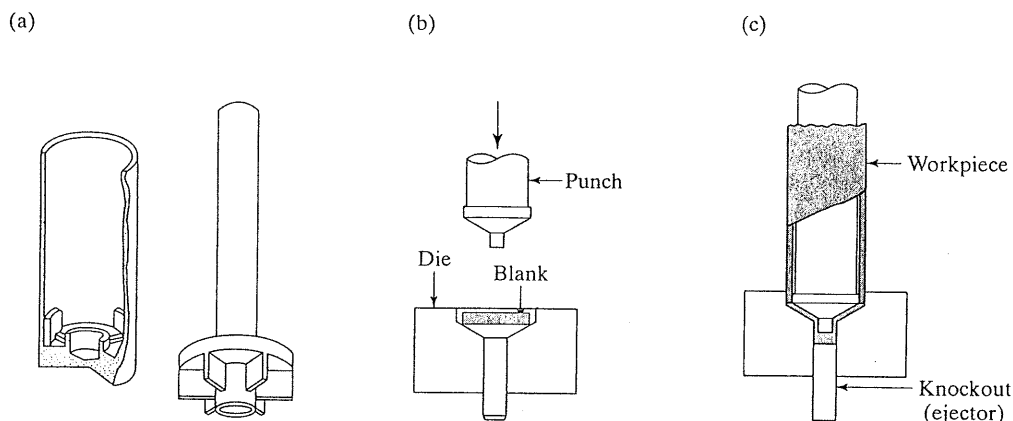 (a)
(b)
(c)
Punch
Die
Blank
Workpiece
Knockout
(ejector)